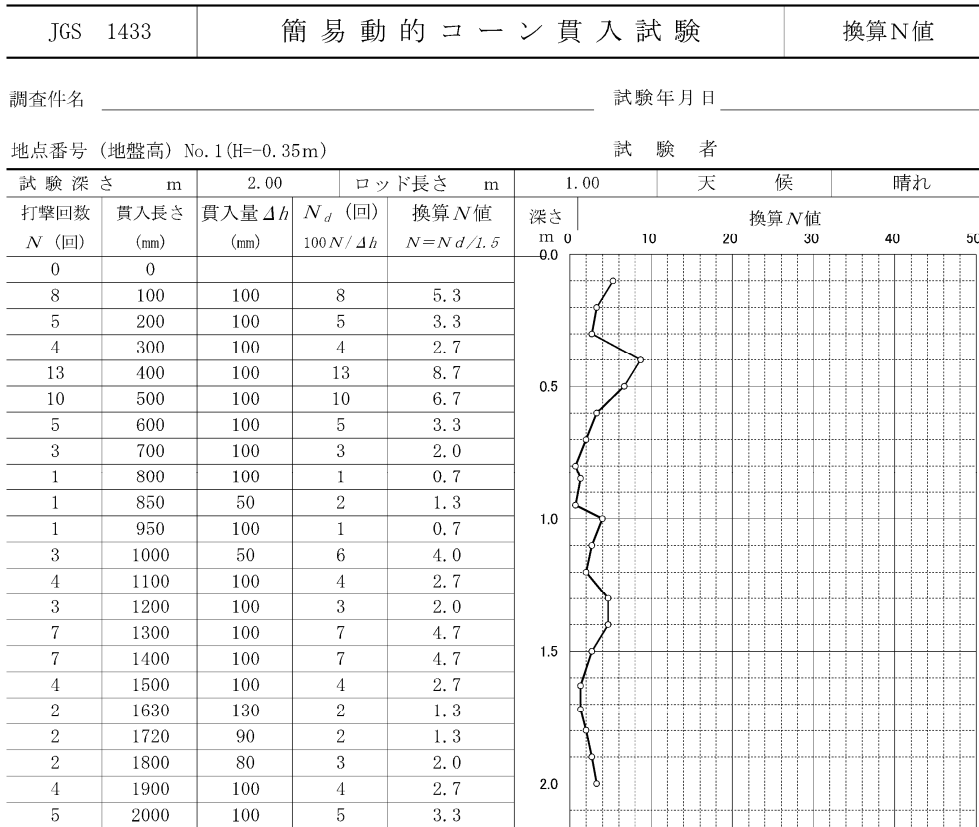 JGS 1433 簡易動的コーン貫入試験 換算N値
調査件名 試験年月日
地点番号 (地盤高) No.1(H=-0.35m) 試験者
試験深さ m 2.00 ロッド長さ m 1.00 天候 晴れ
打撃回数 貫入長さ 貫入量Δh Nd (回) 換算N値 深さ 換算N値
N (回) (mm) (mm) 100N/Δh N=Nd/1.5 m 0 10 20 30 40 50
0.0
0 0
8 100 100 8 5.3
5 200 100 5 3.3
4 300 100 4 2.7
13 400 100 13 8.7
10 500 100 10 6.7 0.5
5 600 100 5 3.3
3 700 100 3 2.0
1 800 100 1 0.7
1 850 50 2 1.3
1 950 100 1 0.7
3 1000 50 6 4.0 1.0
4 1100 100 4 2.7
3 1200 100 3 2.0
7 1300 100 7 4.7
7 1400 100 7 4.7 1.5
4 1500 100 4 2.7
2 1630 130 2 1.3
2 1720 90 2 1.3
2 1800 80 3 2.0
4 1900 100 4 2.7 2.0
5 2000 100 5 3.3